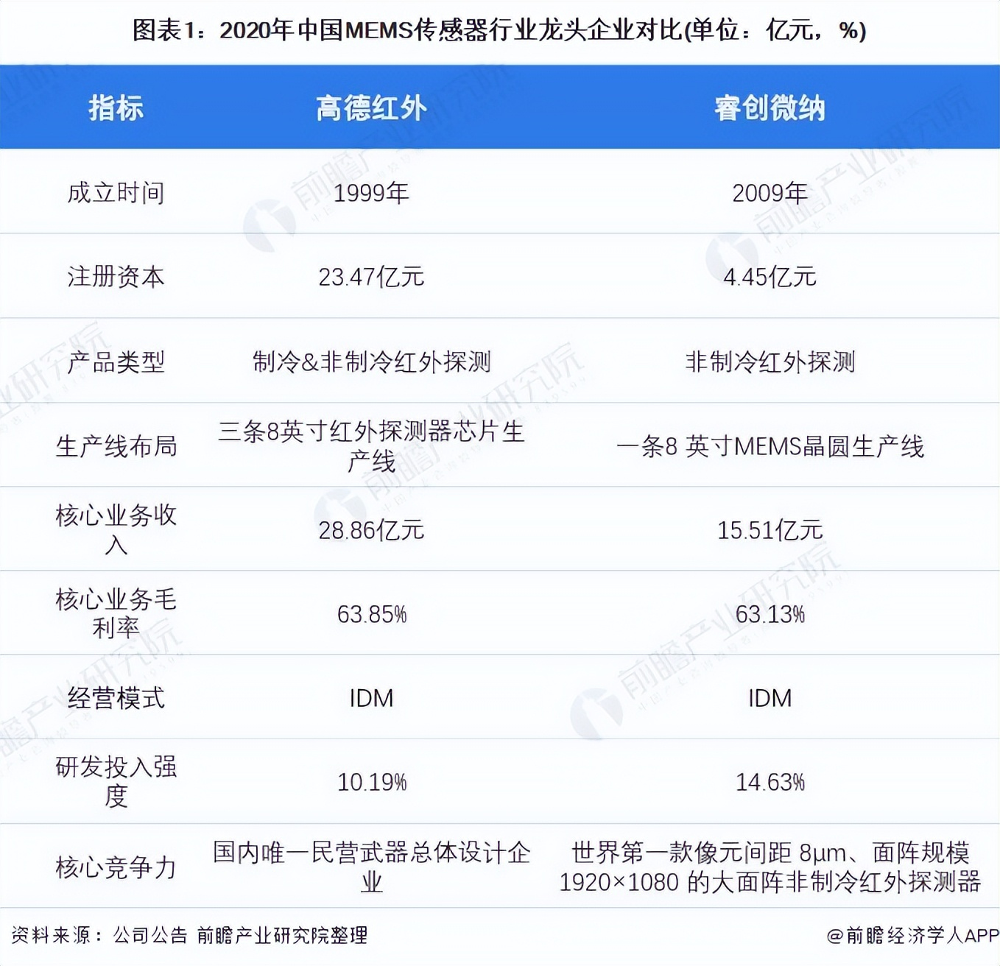 图表1：2020年中国MEMS传感器行业龙头企业对比(单位：亿元，%)
指标 高德红外 睿创微纳
成立时间 1999年 2009年
注册资本 23.47亿元 4.45亿元
产品类型 制冷&非制冷红外探测 非制冷红外探测
生产线布局 三条8英寸红外探测器芯片生
产线 一条8 英寸MEMS晶圆生产线
核心业务收
入 28.86亿元 15.51亿元
核心业务毛
利率 63.85% 63.13%
经营模式 IDM IDM
研发投入强
度 10.19% 14.63%
核心竞争力 国内唯一民营武器总体设计企
业 世界第一款像元间距 8μm、面阵规模
1920×1080 的大面阵非制冷红外探测器
资料来源：公司公告 前瞻产业研究院整理 @前瞻经济学人APP
前瞻产业研究院